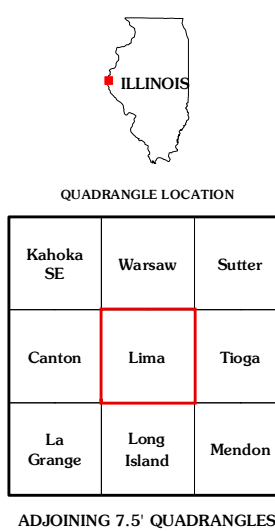 ILLINOIS
QUADRANGLE LOCATION
Kahoka
SE
Warsaw
Sutter
Canton
Lima
Tioga
La
Grange
Long
Island
Mendon
ADJOINING 7.5' QUADRANGLES